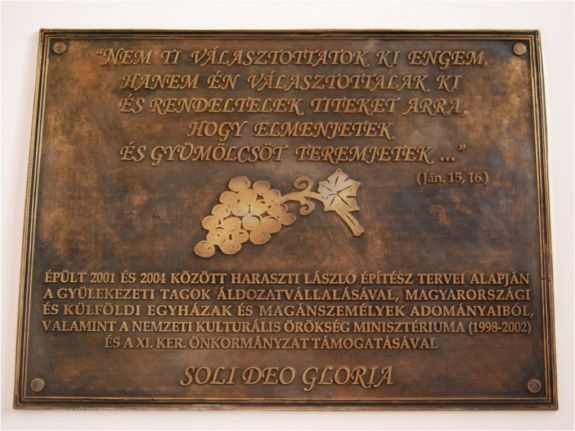 “NEM TI VÁLASZTOTTATOK KI ENGEM,
HANEM ÉN VÁLASZTOTTALAK KI
ÉS RENDELTELEK TITEKET ARRA,
HOGY ELMENJETEK
ÉS GYÜMÖLCSÖT TEREMJETEK ...”
(Ján. 15, 16.)
ÉPÜLT 2001 ÉS 2004 KÖZÖTT HARASZTI LÁSZLÓ ÉPÍTÉSZ TERVEI ALAPJÁN
A GYÜLEKEZETI TAGOK ÁLDOZATVÁLLALÁSÁVAL, MAGYARORSZÁGI
ÉS KÜLFÖLDI EGYHÁZAK ÉS MAGÁNSZEMÉLYEK ADOMÁNYAIBÓL,
VALAMINT A NEMZETI KULTURÁLIS ÖRÖKSÉG MINISZTÉRIUMA (1998-2002)
ÉS A XI. KER. ÖNKORMÁNYZAT TÁMOGATÁSÁVAL
SOLI DEO GLORIA